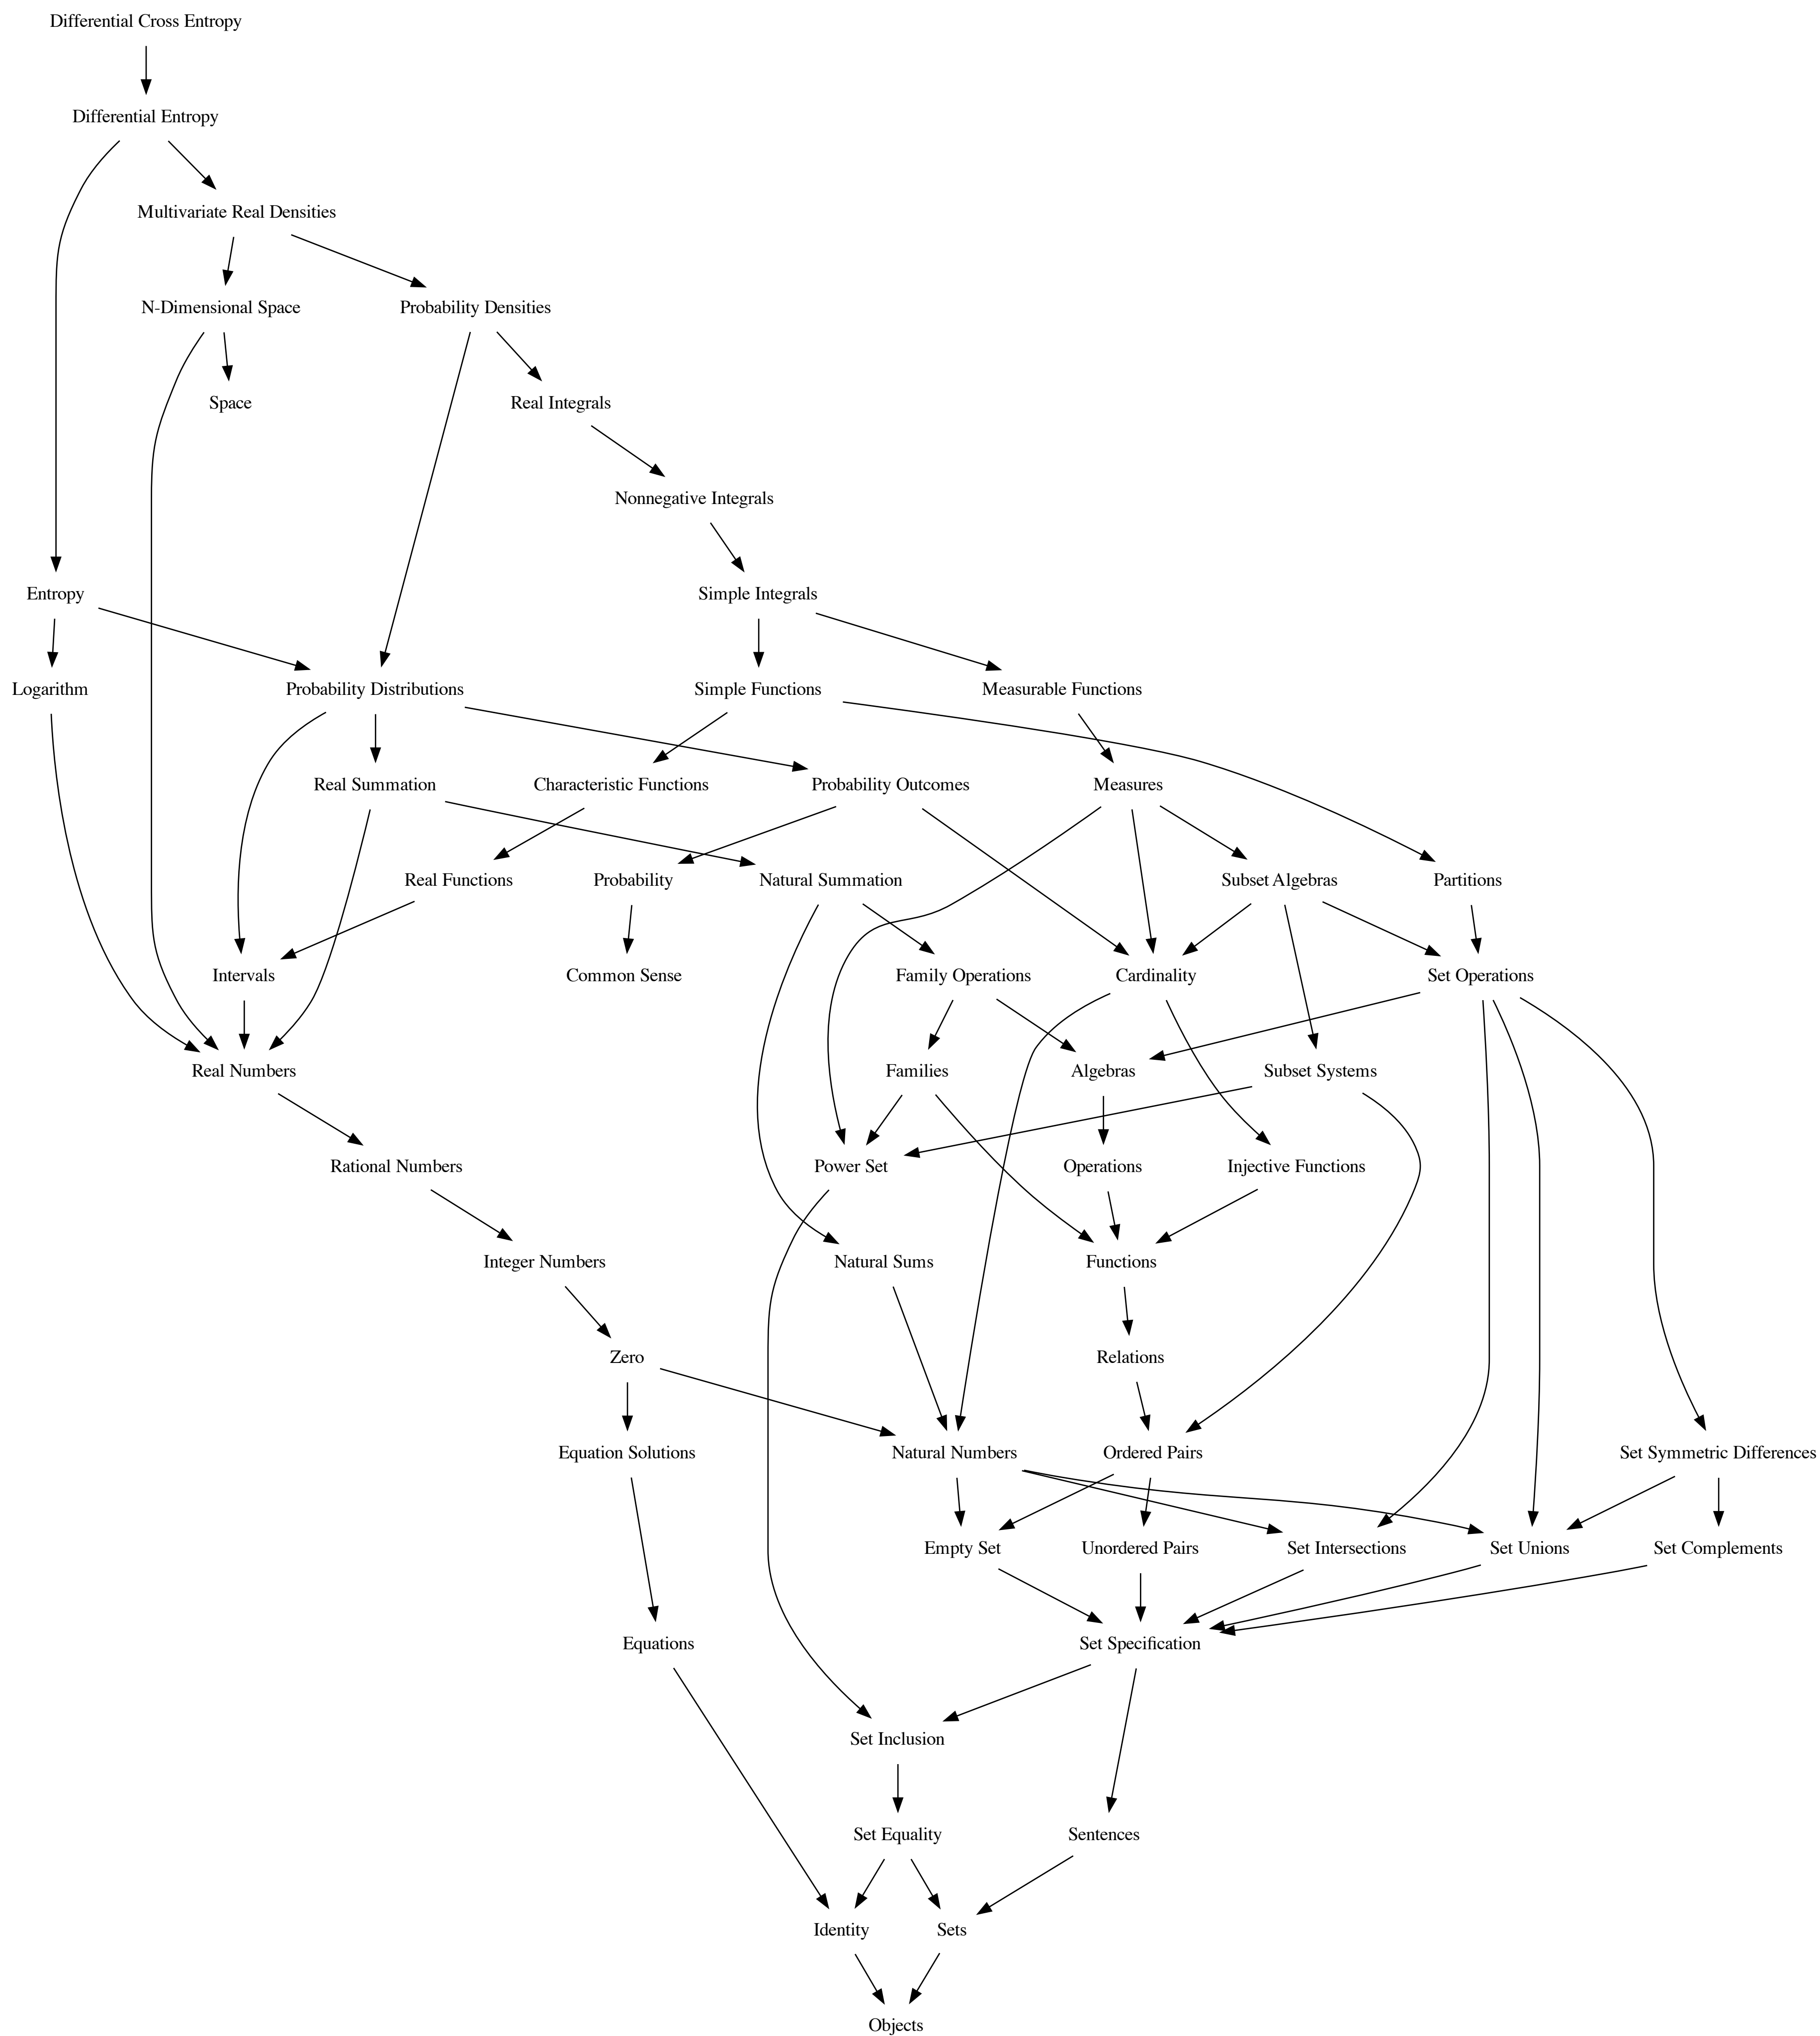 Differential Cross Entropy
Differential Entropy
Multivariate Real Densities
N-Dimensional Space
Probability Densities
Space
Real Integrals
Nonnegative Integrals
Entropy
Simple Integrals
Logarithm
Probability Distributions
Simple Functions
Measurable Functions
Real Summation
Characteristic Functions
Probability Outcomes
Measures
Real Functions
Probability
Natural Summation
Subset Algebras
Partitions
Intervals
Common Sense
Family Operations
Cardinality
Set Operations
Real Numbers
Families
Algebras
Subset Systems
Rational Numbers
Power Set
Operations
Injective Functions
Integer Numbers
Natural Sums
Functions
Zero
Relations
Equation Solutions
Natural Numbers
Ordered Pairs
Set Symmetric Differences
Empty Set
Unordered Pairs
Set Intersections
Set Unions
Set Complements
Equations
Set Specification
Set Inclusion
Set Equality
Sentences
Identity
Sets
Objects